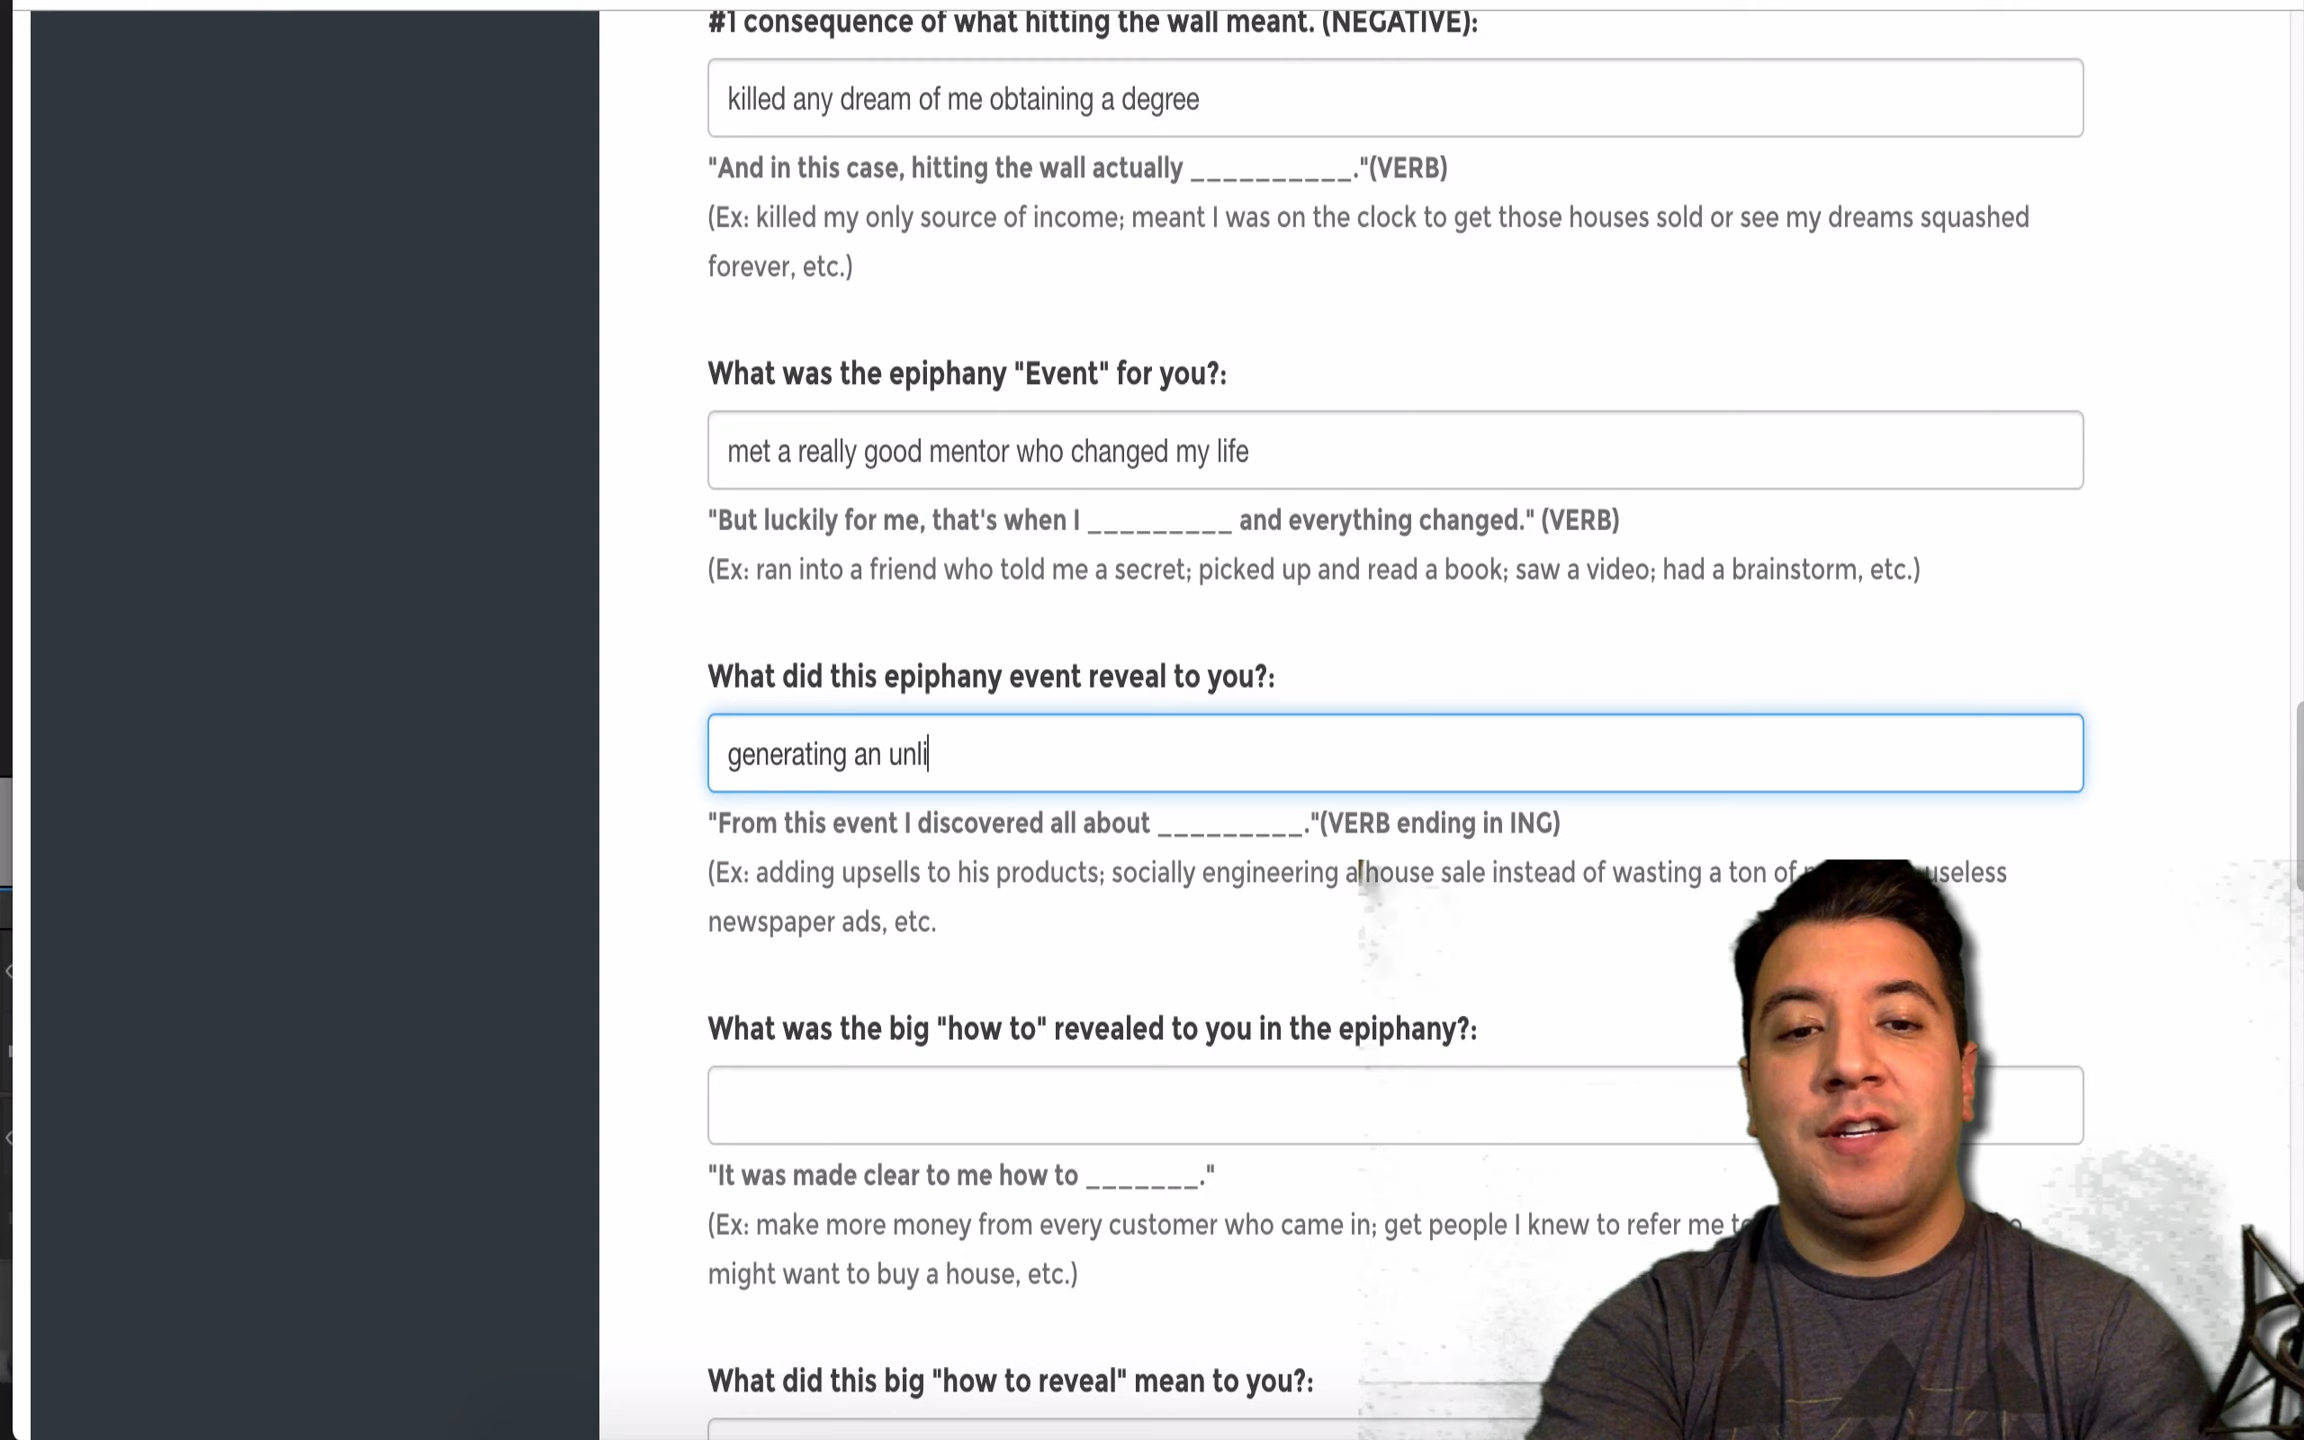 #1 consequence of what hitting the wall meant. (NEGATIVE):
killed any dream of me obtaining a degree
"And in this case, hitting the wall actually __________."(VERB)
(Ex: killed my only source of income; meant I was on the clock to get those houses sold or see my dreams squashed
forever, etc.)
What was the epiphany "Event" for you?:
met a really good mentor who changed my life
"But luckily for me, that's when I _________ and everything changed." (VERB)
(Ex: ran into a friend who told me a secret; picked up and read a book; saw a video; had a brainstorm, etc.)
What did this epiphany event reveal to you?:
generating an unli
"From this event I discovered all about _________."(VERB ending in ING)
(Ex: adding upsells to his products; socially engineering a house sale instead of wasting a ton of useless
newspaper ads, etc.
What was the big "how to" revealed to you in the epiphany?:
"It was made clear to me how to _______."
(Ex: make more money from every customer who came in; get people I knew to refer me
might want to buy a house, etc.)
What did this big "how to reveal" mean to you?: